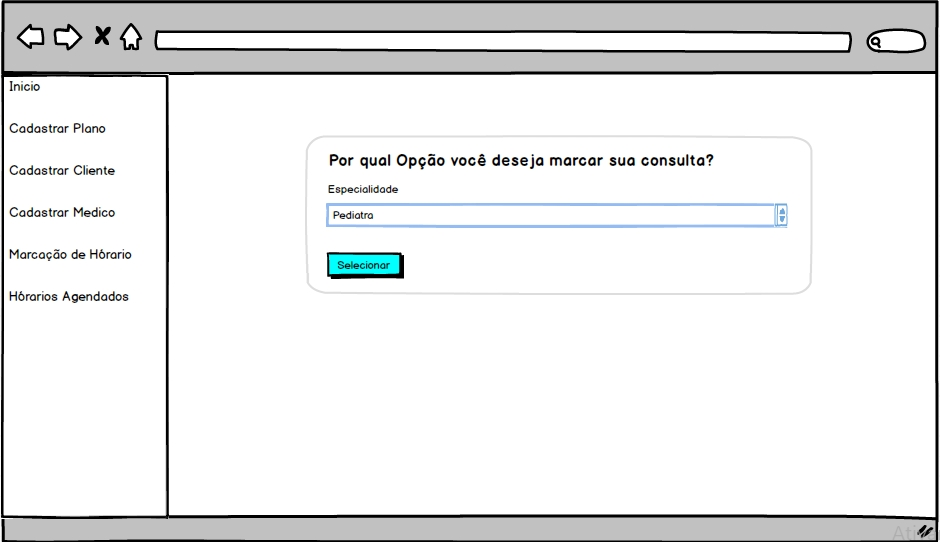 Inicio
Cadastrar Plano
Cadastrar Cliente
Cadastrar Medico
Marcação de Hórario
Hórarios Agendados
Por qual Opção você deseja marcar sua consulta?
Especialidade
Pediatra
Selecionar